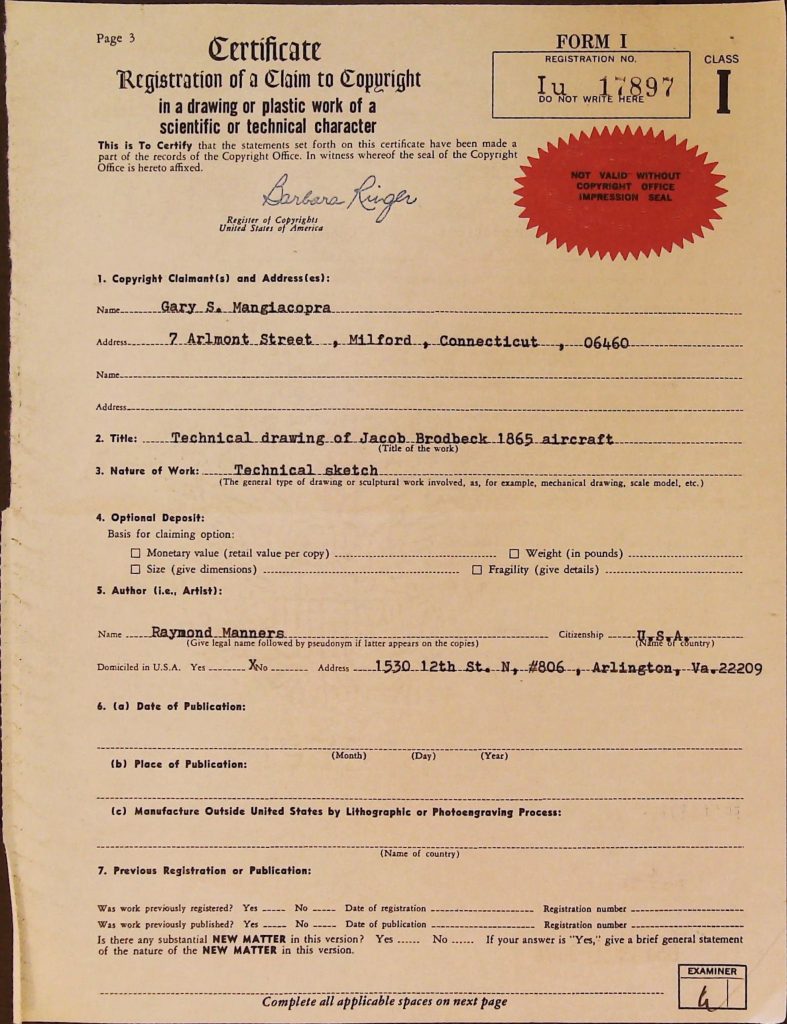 Page 3
Certificate
Registration of a Claim to Copyright
in a drawing or plastic work of a
scientific or technical character
This is To Certify that the statements set forth on this certificate have been made a
part of the records of the Copyright Office. In witness whereof the seal of the Copyright
Office is hereto affixed.
Barbara Ringer
Register of Copyrights
United States of America
FORM I
REGISTRATION NO.
Iu 17897
DO NOT WRITE HERE
CLASS
I
NOT VALID WITHOUT
COPYRIGHT OFFICE
IMPRESSION SEAL
1. Copyright Claimant(s) and Address(es):
Name Gary S. Mangiacopra
Address 7 Arlmont Street , Milford , Connecticut , 06460
Name
Address
2. Title: Technical drawing of Jacob Brodbeck 1865 aircraft
(Title of the work)
3. Nature of Work: Technical sketch
(The general type of drawing or sculptural work involved, as, for example, mechanical drawing, scale model, etc.)
4. Optional Deposit:
Basis for claiming option:
☐ Monetary value (retail value per copy) ☐ Weight (in pounds)
☐ Size (give dimensions) ☐ Fragility (give details)
5. Author (i.e., Artist):
Name Raymond Manners Citizenship U.S.A.
(Give legal name followed by pseudonym if latter appears on the copies) (Name of country)
Domiciled in U.S.A. Yes X No Address 1530 12th St. N, #806 , Arlington, Va.22209
6. (a) Date of Publication:
(Month) (Day) (Year)
(b) Place of Publication:
(c) Manufacture Outside United States by Lithographic or Photoengraving Process:
(Name of country)
7. Previous Registration or Publication:
Was work previously registered? Yes No Date of registration Registration number
Was work previously published? Yes No Date of publication Registration number
Is there any substantial NEW MATTER in this version? Yes No If your answer is "Yes," give a brief general statement
of the nature of the NEW MATTER in this version.
Complete all applicable spaces on next page
EXAMINER